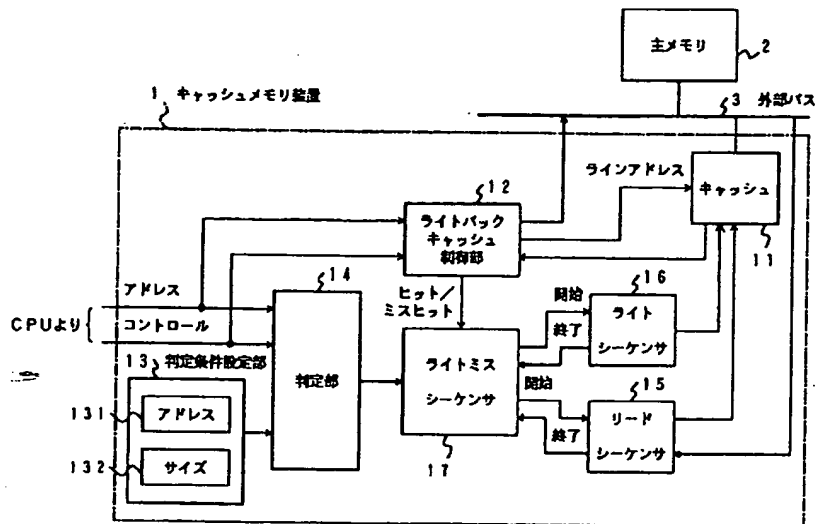 主メモリ
2
1 キャッシュメモリ装置
3 外部バス
12
ラインアドレス
キャッシュ
11
ライトバック
キャッシュ
制御部
アドレス
14
ヒット/
ミスヒット
開始
16
ライト
シーケンサ
終了
CPUより
コントロール
13 判定条件設定部
判定部
ライトミス
シーケンサ
17
開始
15
リード
シーケンサ
終了
131
アドレス
132
サイズ